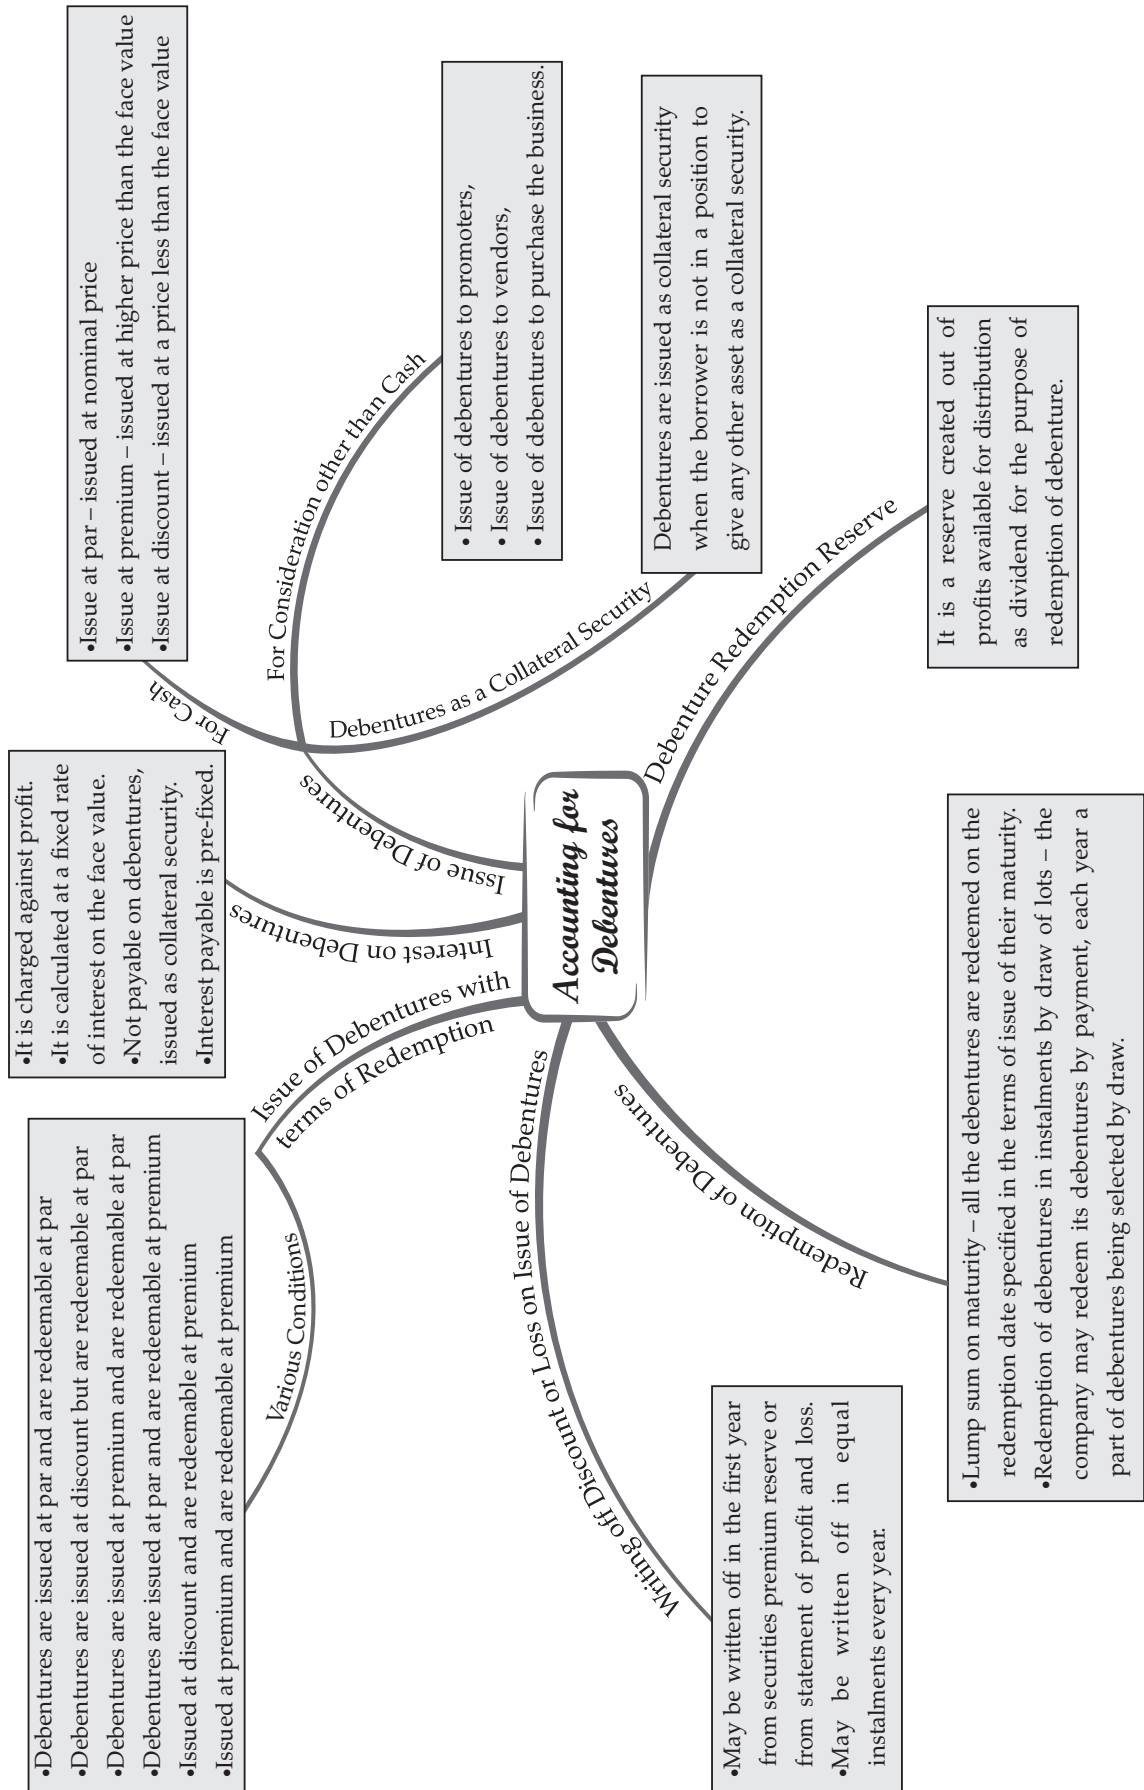 Accounting for
Debentures
Issue of Debentures
For Cash
•Issue at par – issued at nominal price
•Issue at premium – issued at higher price than the face value
•Issue at discount – issued at a price less than the face value
For Consideration other than Cash
• Issue of debentures to promoters,
• Issue of debentures to vendors,
• Issue of debentures to purchase the business.
Debentures as a Collateral Security
Debentures are issued as collateral security
when the borrower is not in a position to
give any other asset as a collateral security.
Debenture Redemption Reserve
It is a reserve created out of
profits available for distribution
as dividend for the purpose of
redemption of debenture.
Redemption of Debentures
•Lump sum on maturity – all the debentures are redeemed on the
redemption date specified in the terms of issue of their maturity.
•Redemption of debentures in instalments by draw of lots – the
company may redeem its debentures by payment, each year a
part of debentures being selected by draw.
Writing off Discount or Loss on Issue of Debentures
•May be written off in the first year
from securities premium reserve or
from statement of profit and loss.
•May be written off in equal
instalments every year.
Issue of Debentures with
terms of Redemption
Various Conditions
•Debentures are issued at par and are redeemable at par
•Debentures are issued at discount but are redeemable at par
•Debentures are issued at premium and are redeemable at par
•Debentures are issued at par and are redeemable at premium
•Issued at discount and are redeemable at premium
•Issued at premium and are redeemable at premium
Interest on Debentures
•It is charged against profit.
•It is calculated at a fixed rate
of interest on the face value.
•Not payable on debentures,
issued as collateral security.
•Interest payable is pre-fixed.